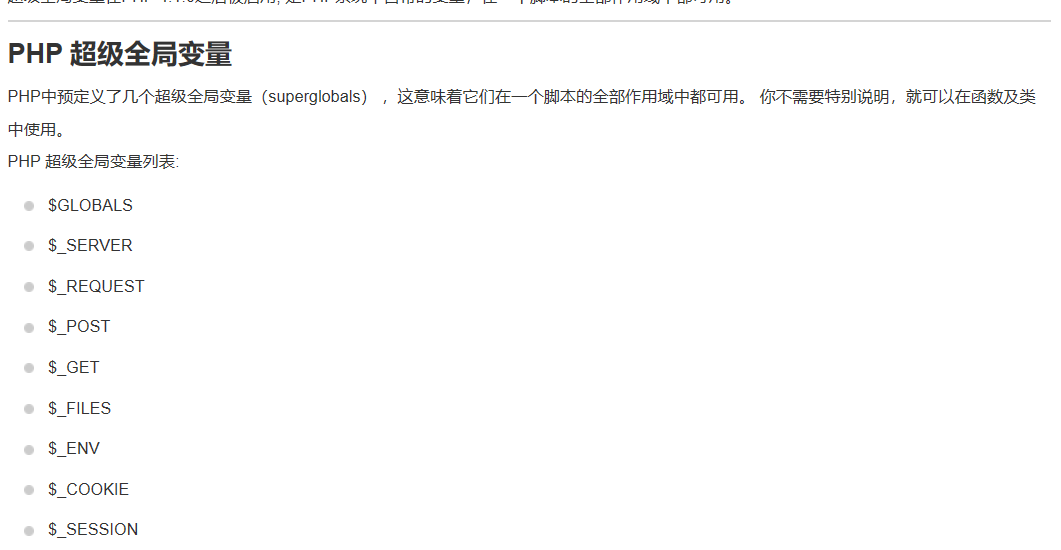 PHP 超级全局变量
PHP中预定义了几个超级全局变量（superglobals） ，这意味着它们在一个脚本的全部作用域中都可用。 你不需要特别说明，就可以在函数及类
中使用。
PHP 超级全局变量列表:
$GLOBALS
$_SERVER
$_REQUEST
$_POST
$_GET
$_FILES
$_ENV
$_COOKIE
$_SESSION